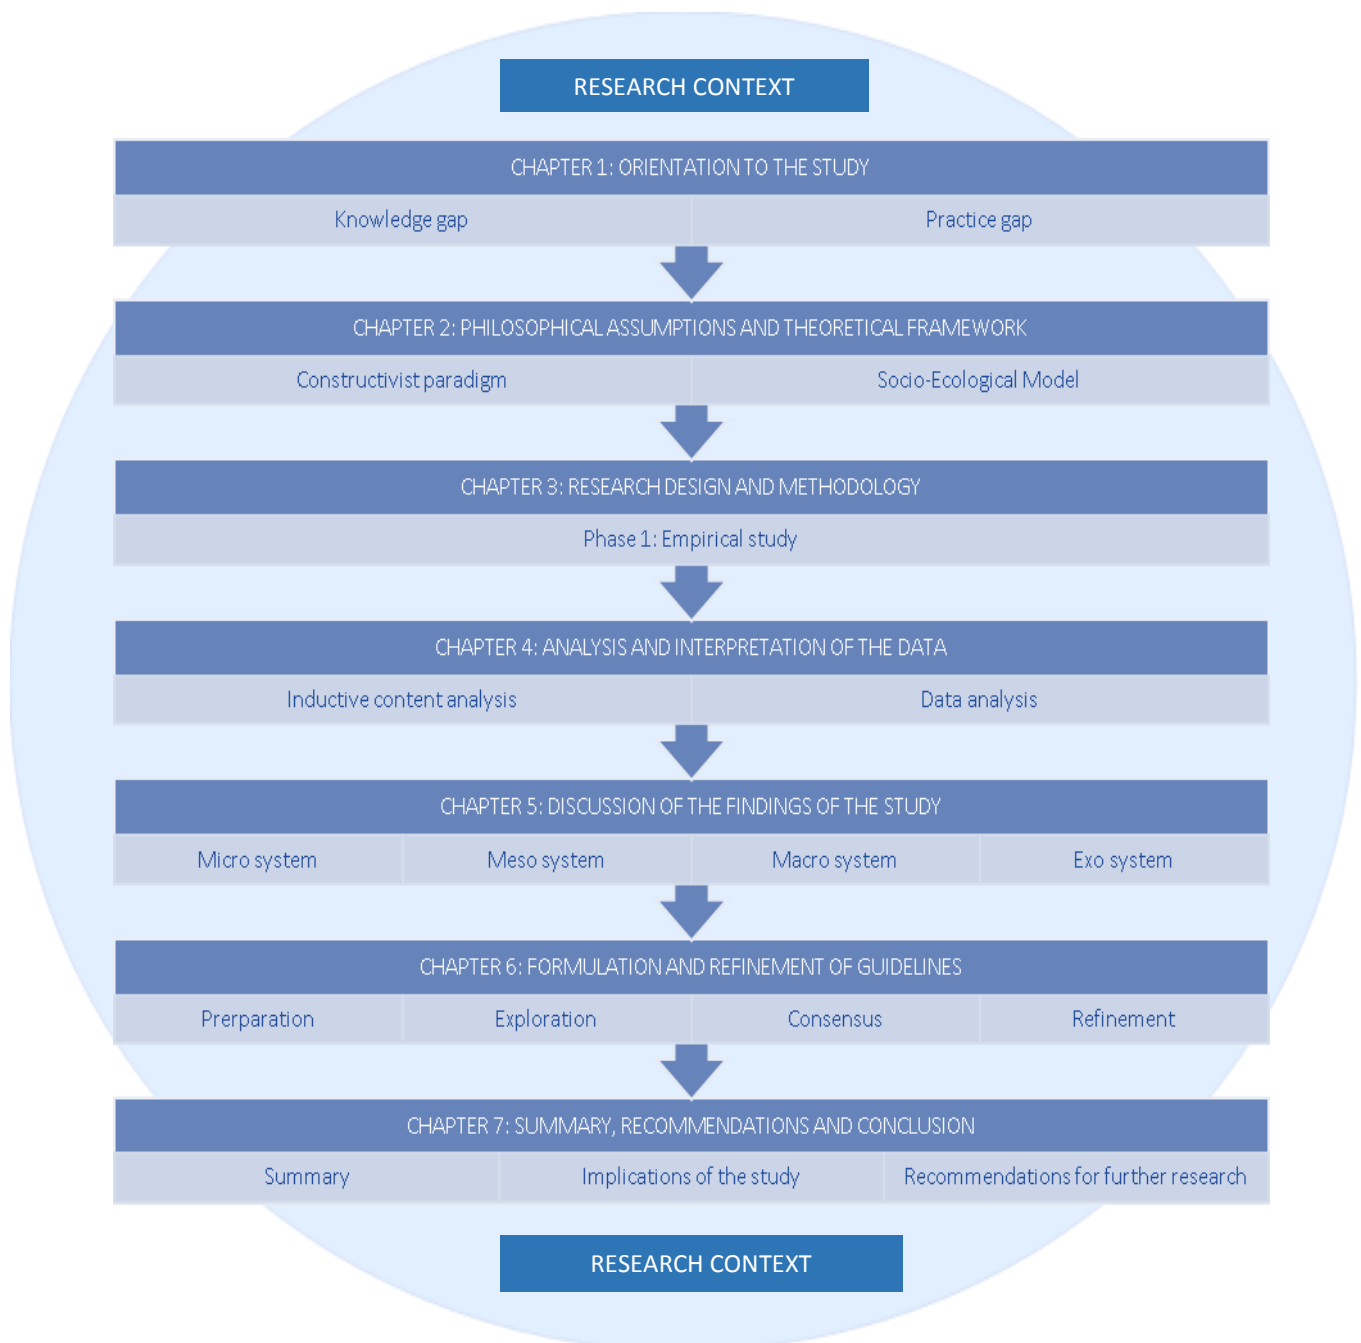 RESEARCH CONTEXT
CHAPTER 1: ORIENTATION TO THE STUDY
Knowledge gap
Practice gap
CHAPTER 2: PHILOSOPHICAL ASSUMPTIONS AND THEORETICAL FRAMEWORK
Constructivist paradigm
Socio-Ecological Model
CHAPTER 3: RESEARCH DESIGN AND METHODOLOGY
Phase 1: Empirical study
CHAPTER 4: ANALYSIS AND INTERPRETATION OF THE DATA
Inductive content analysis
Data analysis
CHAPTER 5: DISCUSSION OF THE FINDINGS OF THE STUDY
Micro system
Meso system
Macro system
Exo system
CHAPTER 6: FORMULATION AND REFINEMENT OF GUIDELINES
Prerparation
Exploration
Consensus
Refinement
CHAPTER 7: SUMMARY, RECOMMENDATIONS AND CONCLUSION
Summary
Implications of the study
Recommendations for further research
RESEARCH CONTEXT